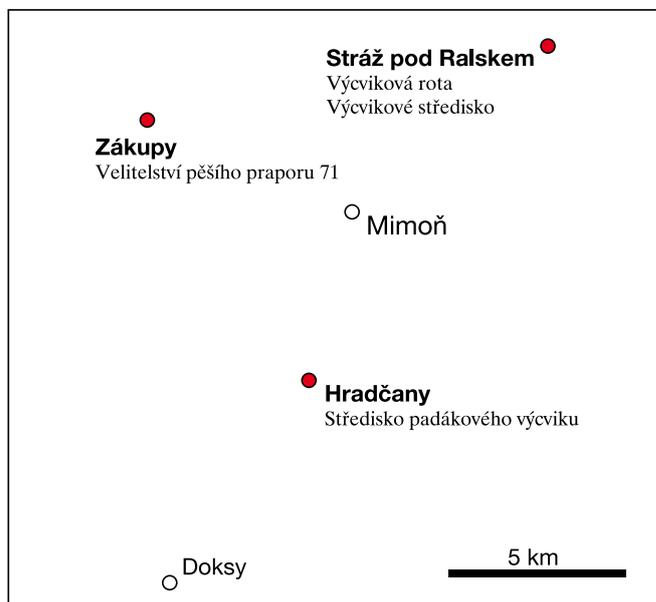 Stráž pod Ralskem
Výcviková rota
Výcvikové středisko
Zákupy
Velitelství pěšího praporu 71
Mimoň
Hradčany
Středisko padákového výcviku
Doksy
5 km